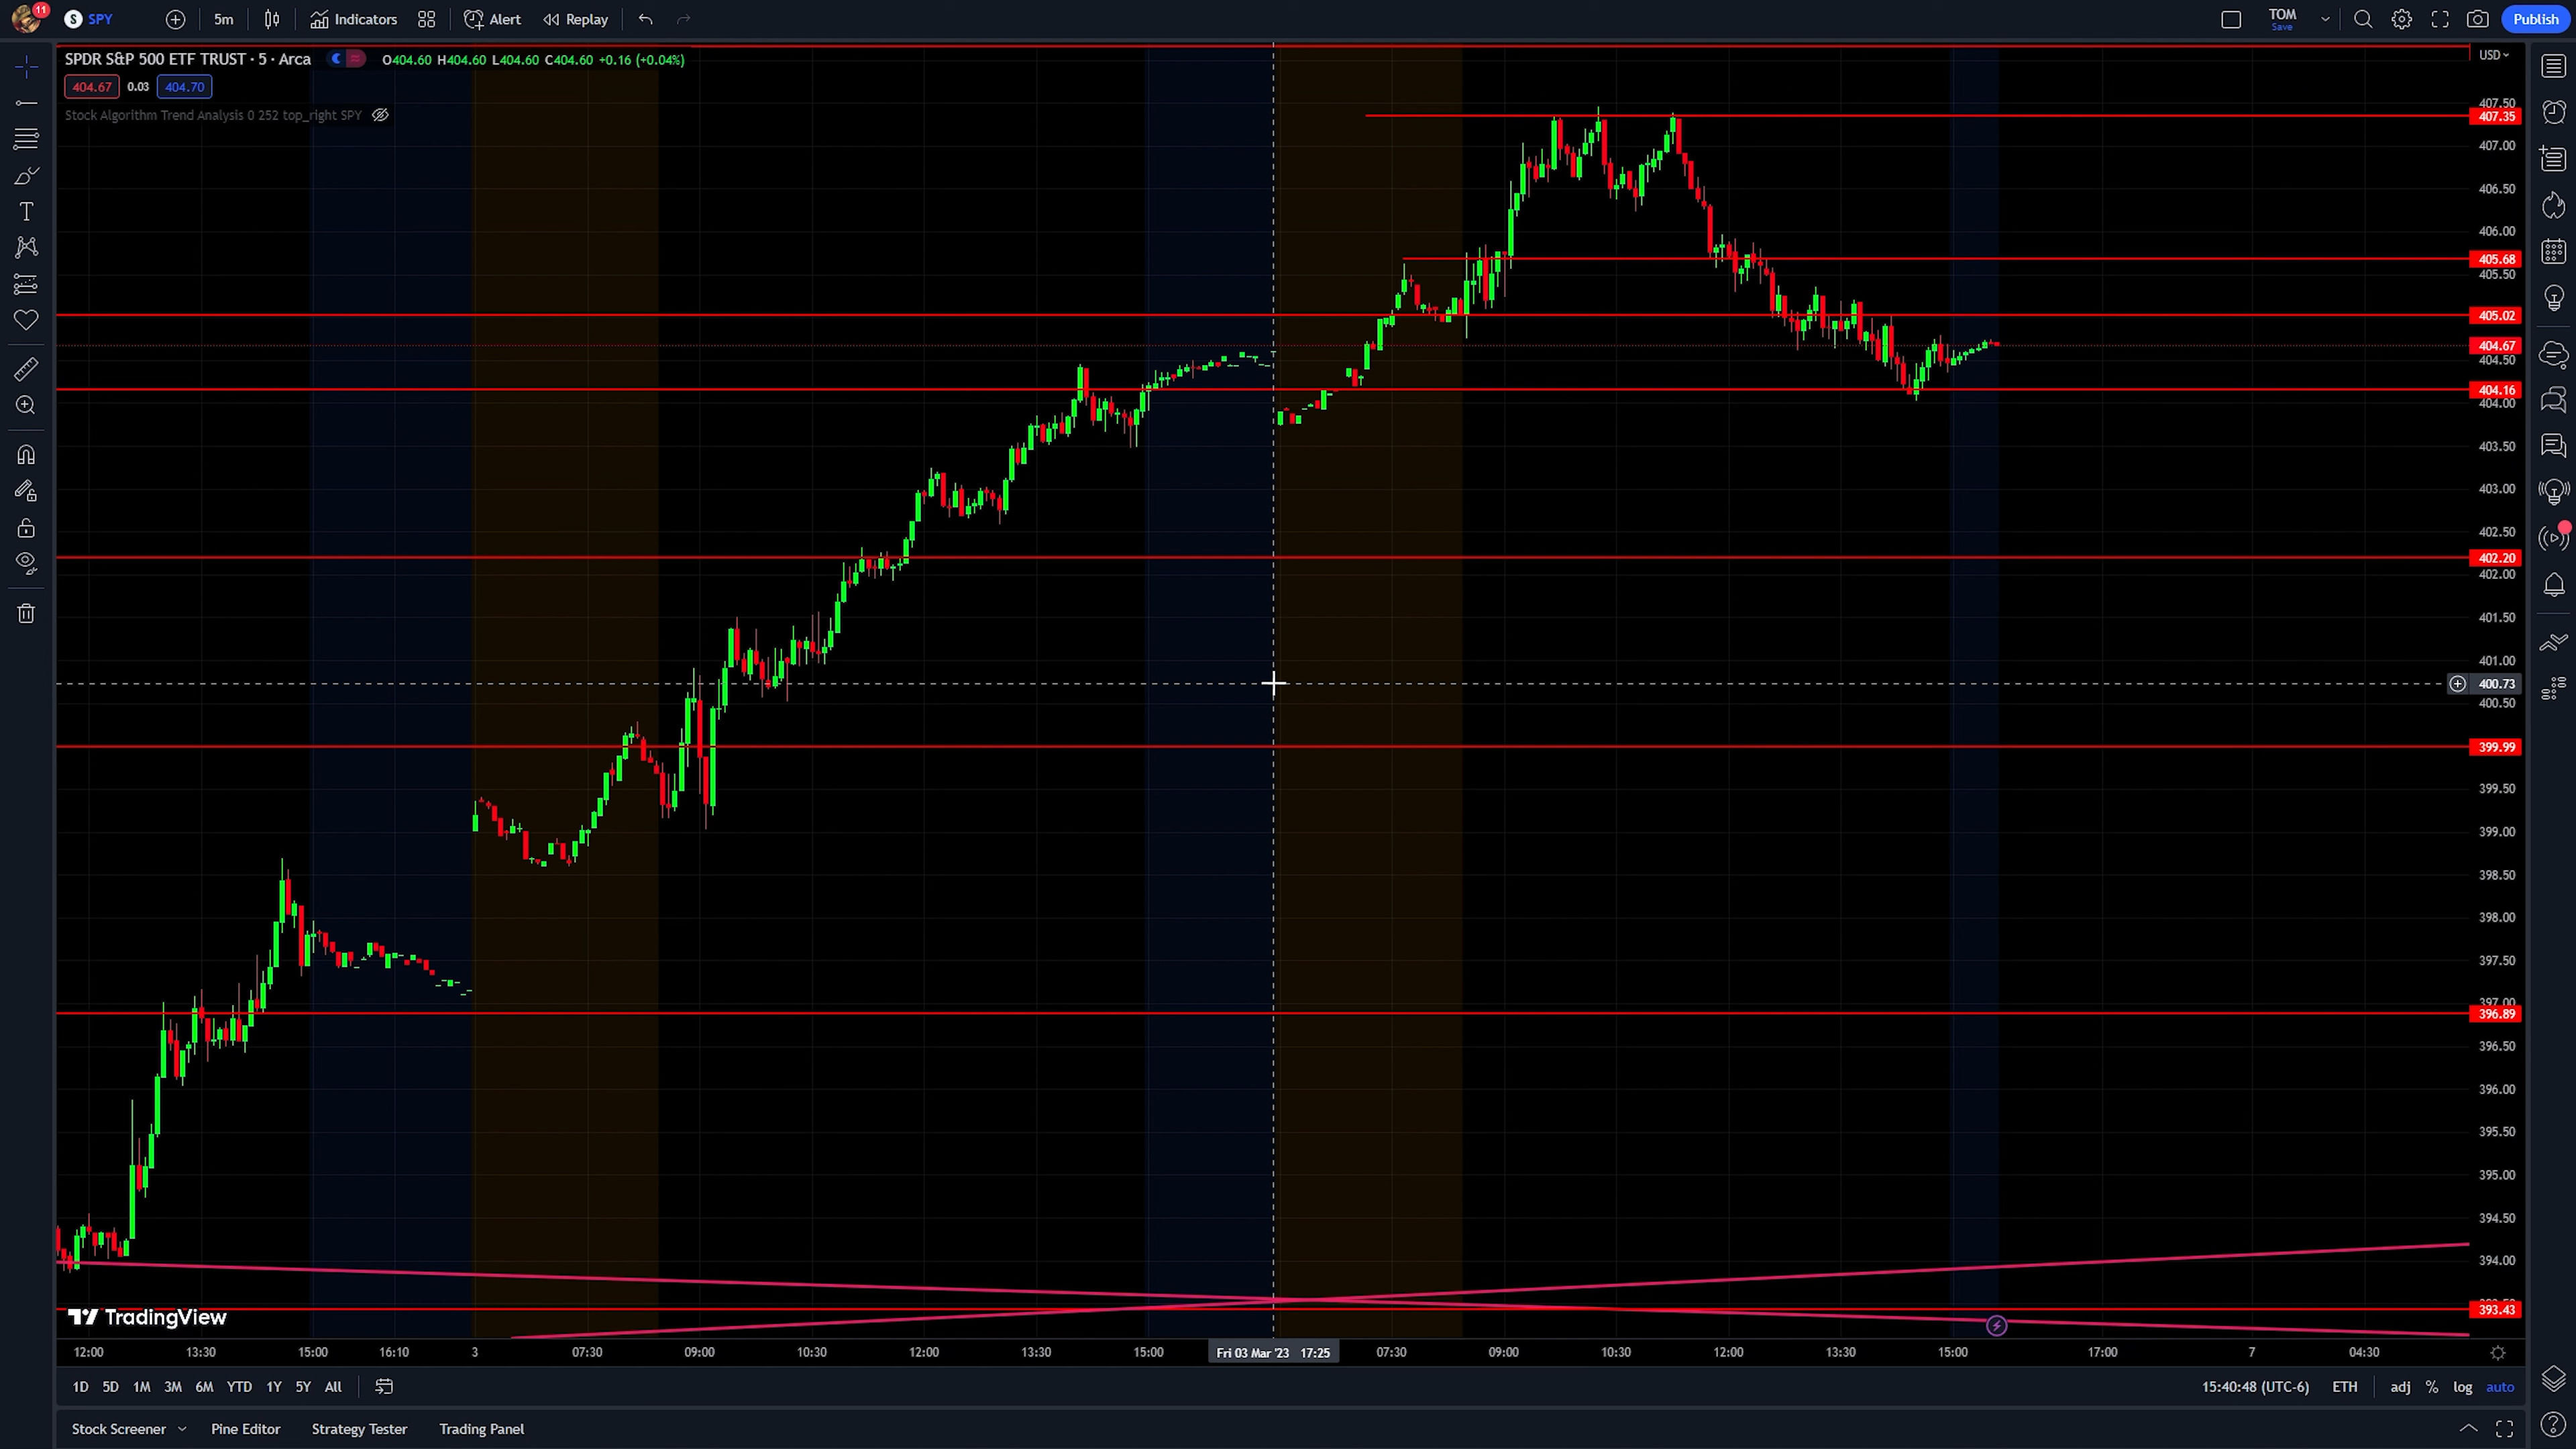 11
S SPY
5m
Indicators
Alert
Replay
TOM
Save
Publish
SPDR S&P 500 ETF TRUST · 5 · Arca
O404.60 H404.60 L404.60 C404.60 +0.16 (+0.04%)
404.67 0.03 404.70
Stock Algorithm Trend Analysis 0 252 top_right SPY
USD
407.50
407.35
407.00
406.50
406.00
405.68
405.50
405.02
404.67
404.50
404.16
404.00
403.50
403.00
402.50
402.20
402.00
401.50
401.00
400.73
400.50
399.99
399.50
399.00
398.50
398.00
397.50
397.00
396.89
396.50
396.00
395.50
395.00
394.50
394.00
393.43
TradingView
12:00 13:30 15:00 16:10 3 07:30 09:00 10:30 12:00 13:30 15:00 Fri 03 Mar '23 17:25 07:30 09:00 10:30 12:00 13:30 15:00 17:00 7 04:30
1D 5D 1M 3M 6M YTD 1Y 5Y All
15:40:48 (UTC-6) ETH adj % log auto
Stock Screener Pine Editor Strategy Tester Trading Panel